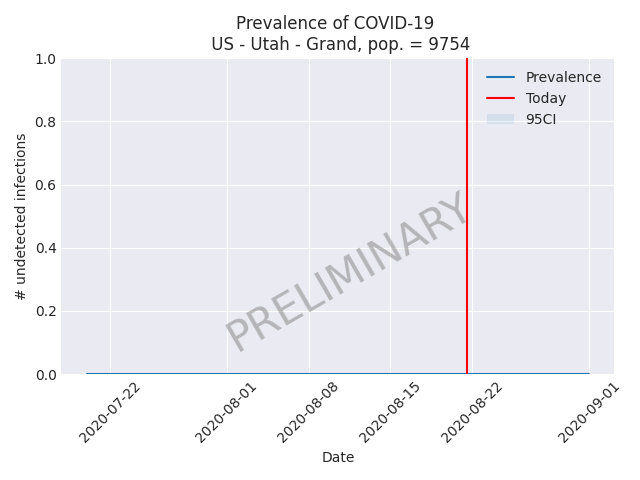 Prevalence of COVID-19
US - Utah - Grand, pop. = 9754
1.0
0.8
0.6
0.4
0.2
0.0
# undetected infections
Prevalence
Today
95CI
PRELIMINARY
2020-07-22
2020-08-01
2020-08-08
2020-08-15
2020-08-22
2020-09-01
Date